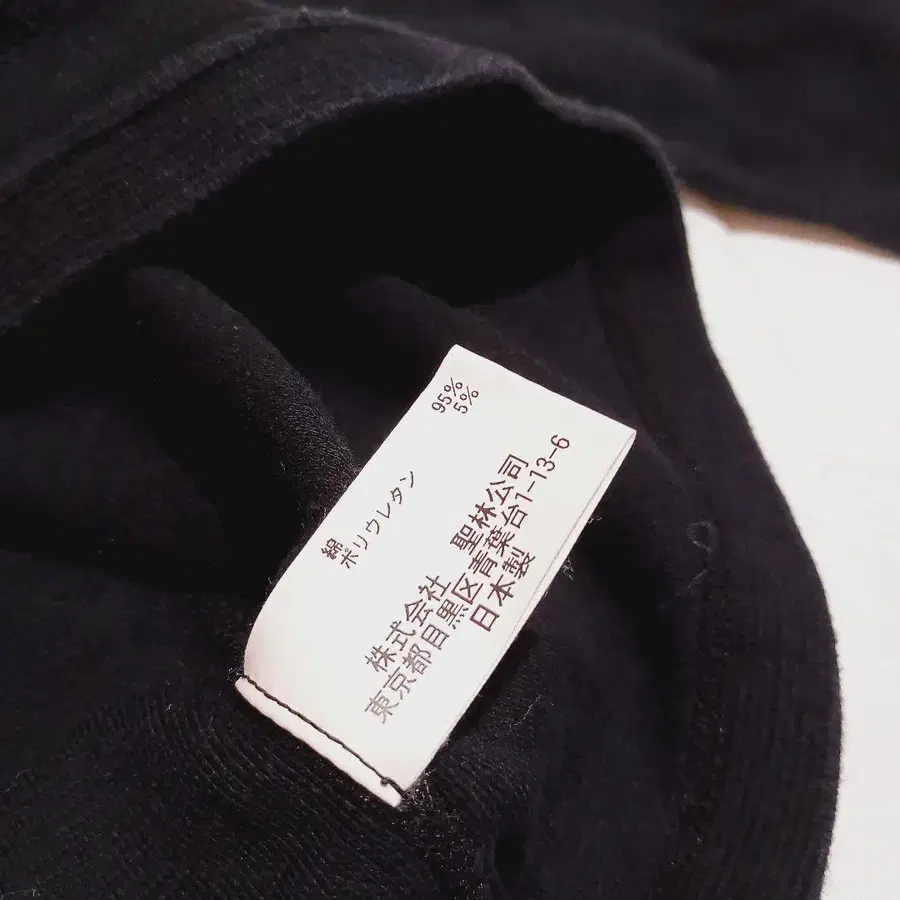 綿 95%
ポリウレタン 5%
株式会社 聖林公司
東京都目黒区青葉台1-13-6
日本製